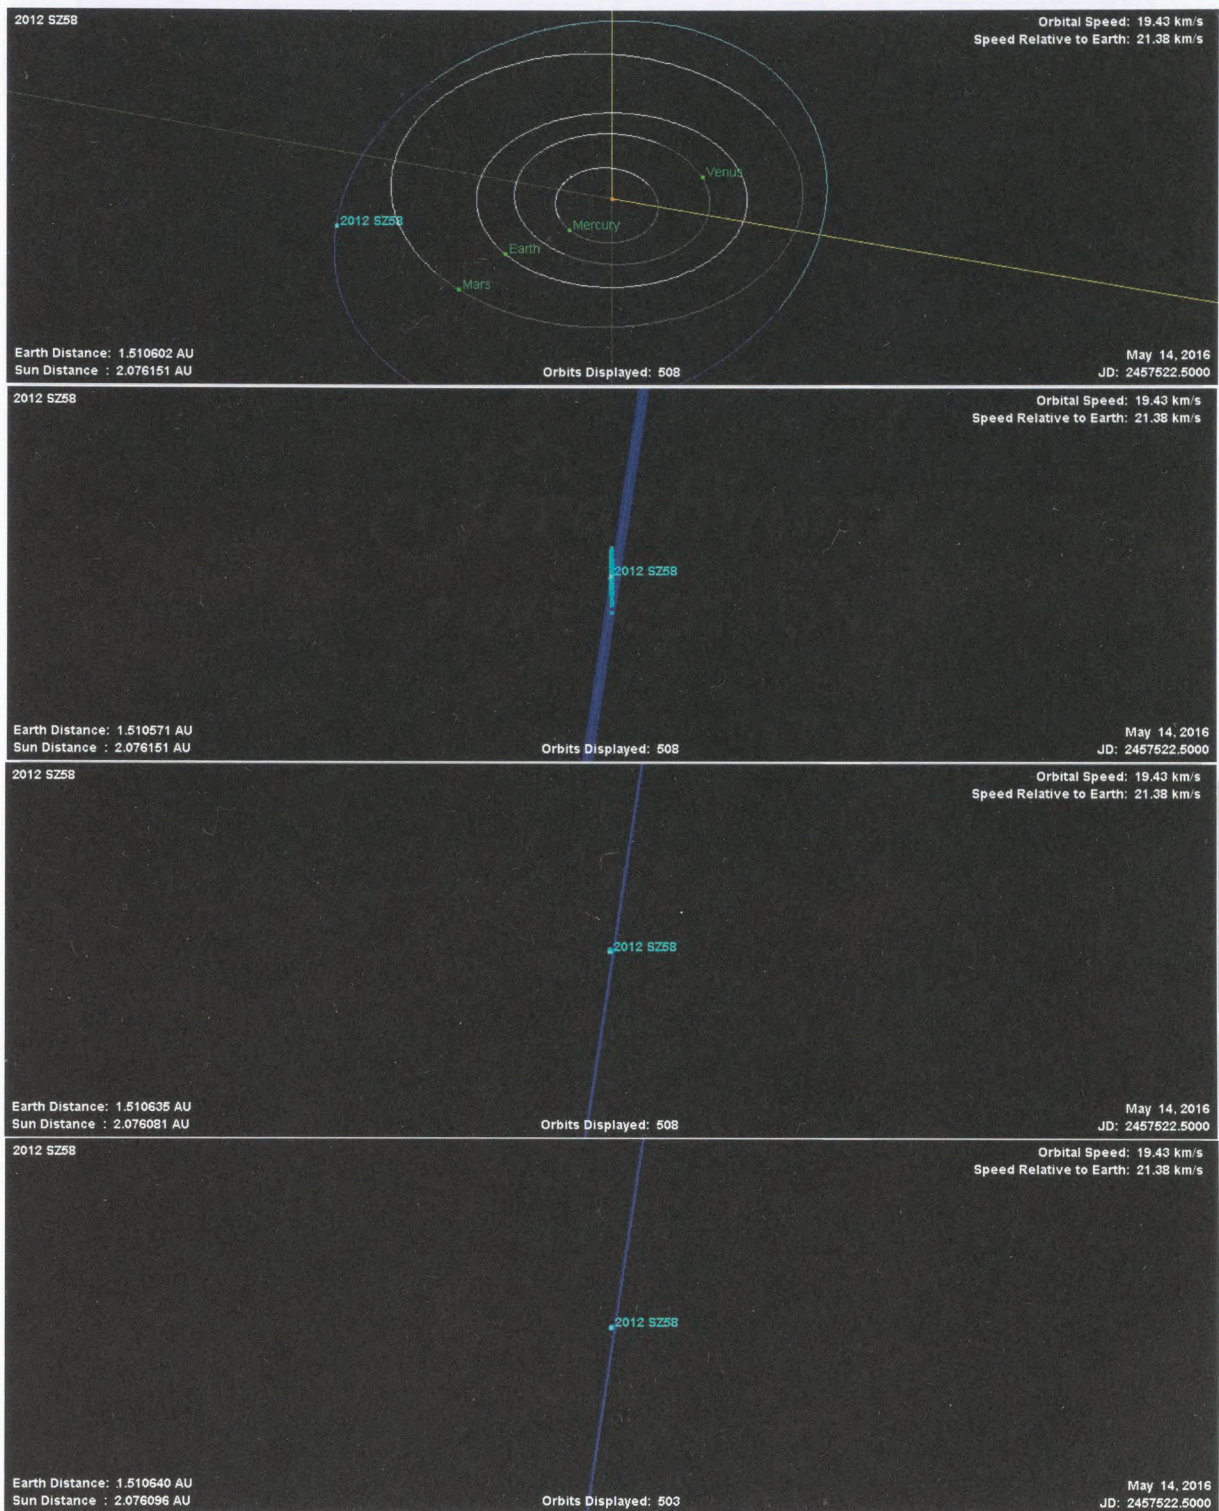 2012 SZ58
Orbital Speed: 19.43 km/s
Speed Relative to Earth: 21.38 km/s
Venus
2012 SZ58
Mercury
Earth
Mars
Earth Distance: 1.510602 AU
Sun Distance : 2.076151 AU
Orbits Displayed: 508
May 14, 2016
JD: 2457522.5000
2012 SZ58
Orbital Speed: 19.43 km/s
Speed Relative to Earth: 21.38 km/s
2012 SZ58
Earth Distance: 1.510571 AU
Sun Distance : 2.076151 AU
Orbits Displayed: 508
May 14, 2016
JD: 2457522.5000
2012 SZ58
Orbital Speed: 19.43 km/s
Speed Relative to Earth: 21.38 km/s
2012 SZ58
Earth Distance: 1.510635 AU
Sun Distance : 2.076081 AU
Orbits Displayed: 508
May 14, 2016
JD: 2457522.5000
2012 SZ58
Orbital Speed: 19.43 km/s
Speed Relative to Earth: 21.38 km/s
2012 SZ58
Earth Distance: 1.510640 AU
Sun Distance : 2.076096 AU
Orbits Displayed: 503
May 14, 2016
JD: 2457522.5000